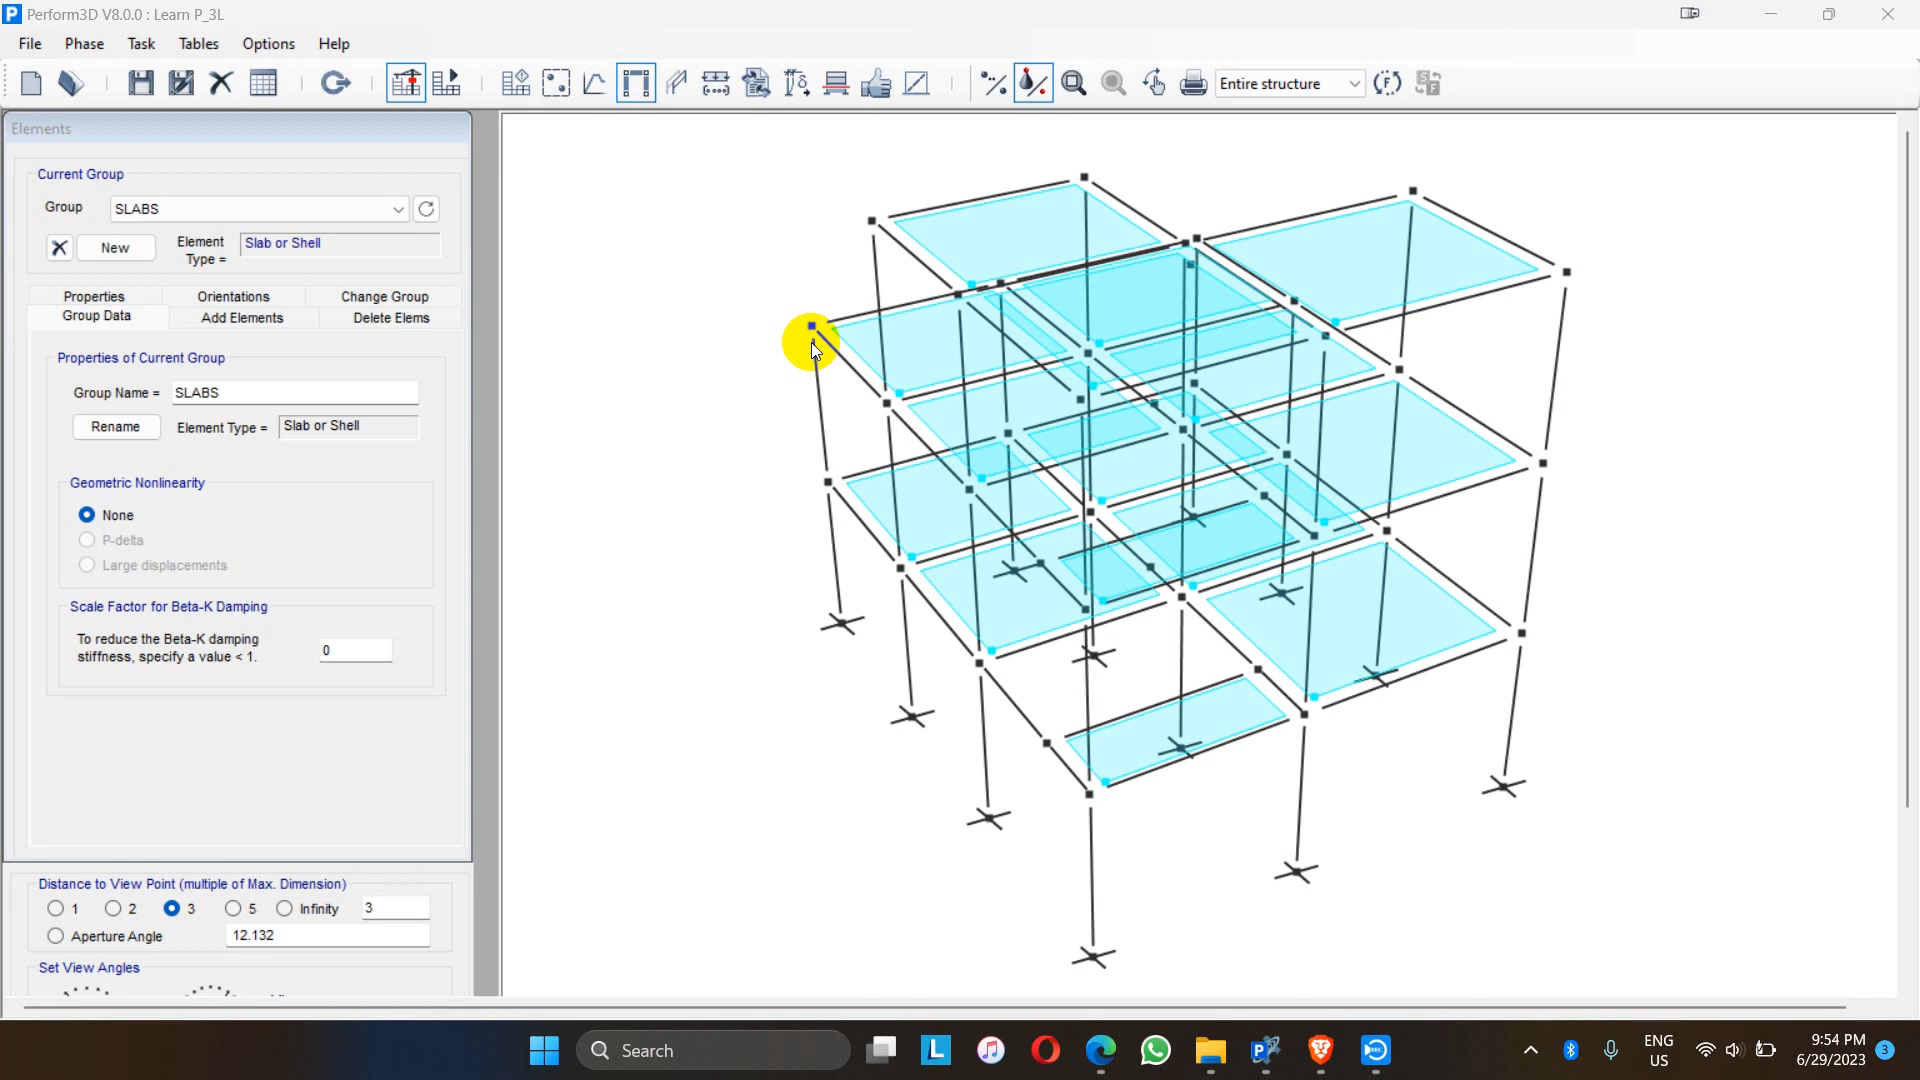 Perform3D V8.0.0 : Learn P_3L
File Phase Task Tables Options Help
Entire structure
Elements
Current Group
Group SLABS
New
Element Type = Slab or Shell
Properties Orientations Change Group
Group Data Add Elements Delete Elems
Properties of Current Group
Group Name = SLABS
Rename Element Type = Slab or Shell
Geometric Nonlinearity
None
P-delta
Large displacements
Scale Factor for Beta-K Damping
To reduce the Beta-K damping
stiffness, specify a value < 1.
0
Distance to View Point (multiple of Max. Dimension)
1 2 3 5 Infinity 3
Aperture Angle 12.132
Set View Angles
Search
ENG
US
9:54 PM
6/29/2023
3